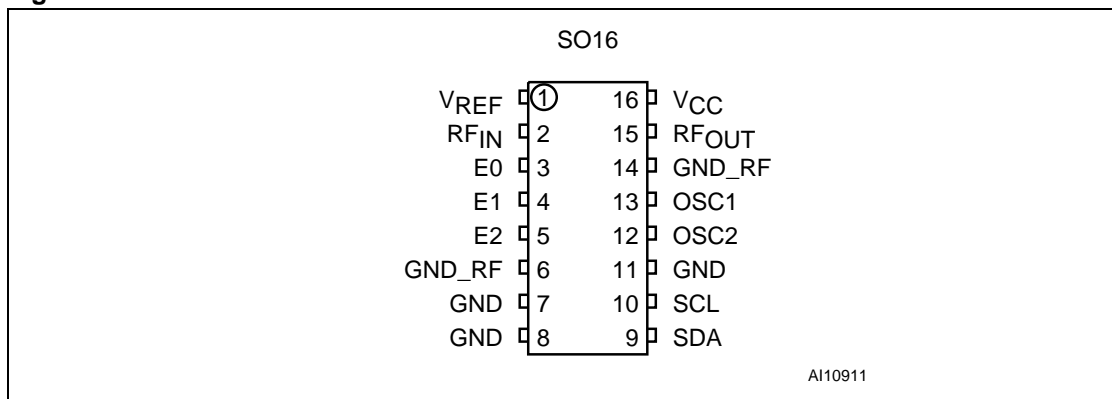 SO16
VREF 1 16 VCC
RFIN 2 15 RFOUT
E0 3 14 GND_RF
E1 4 13 OSC1
E2 5 12 OSC2
GND_RF 6 11 GND
GND 7 10 SCL
GND 8 9 SDA
AI10911